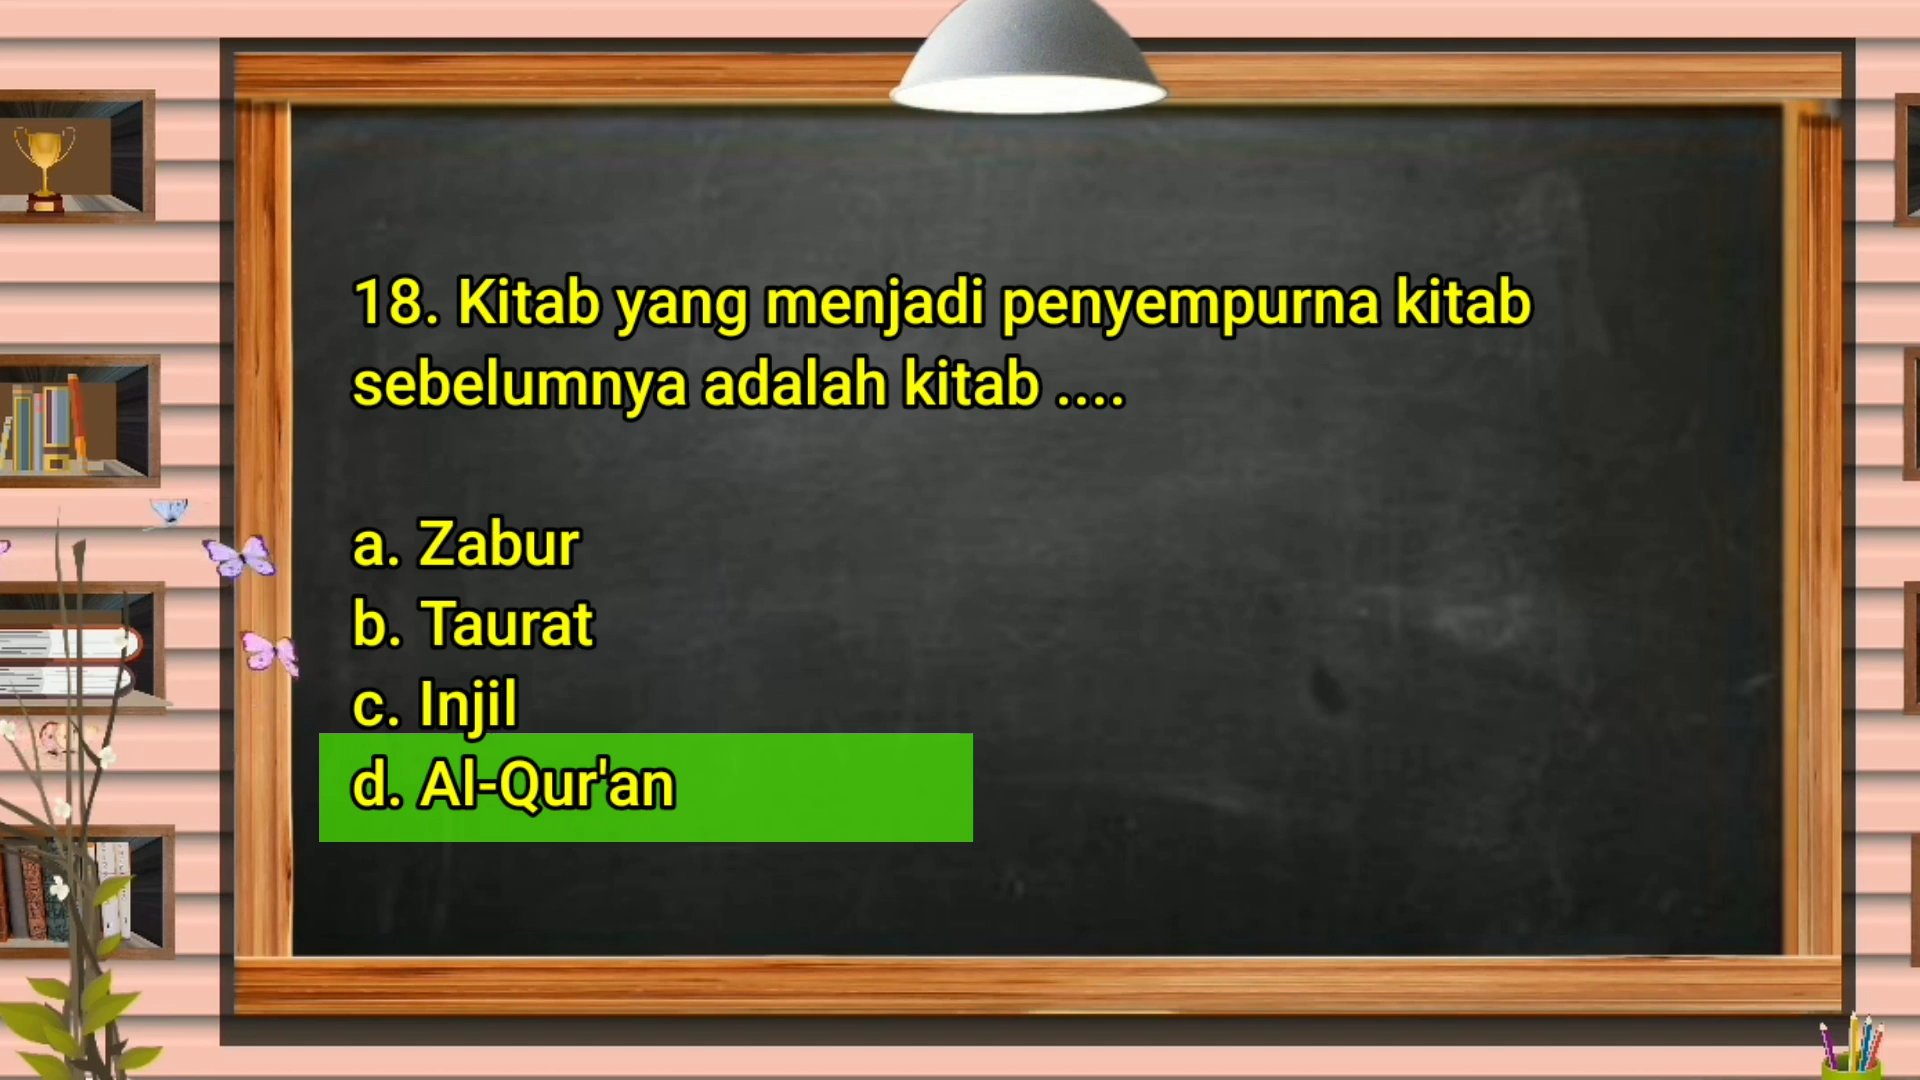 18. Kitab yang menjadi penyempurna kitab
sebelumnya adalah kitab ....
a. Zabur
b. Taurat
c. Injil
d. Al-Qur'an